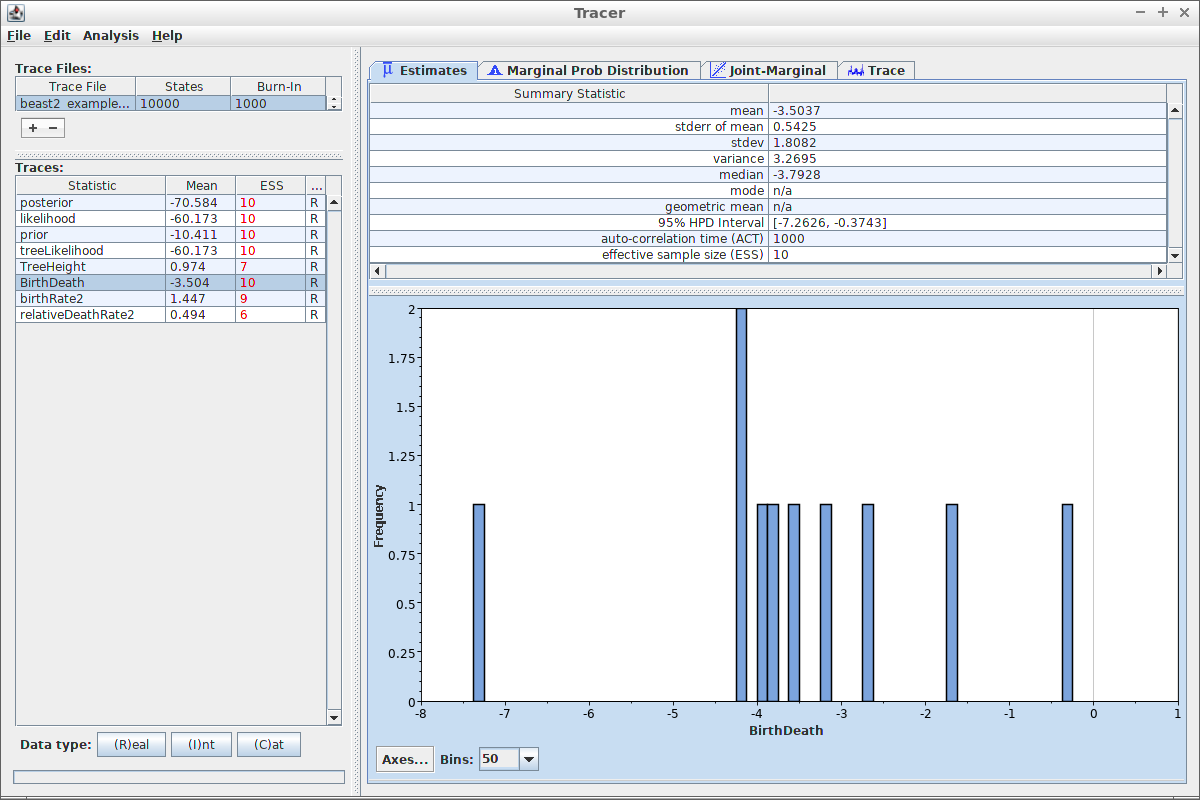 Tracer
File Edit Analysis Help
Trace Files:
Trace File States Burn-In
beast2_example... 10000 1000
+ −
Traces:
Statistic Mean ESS ...
posterior -70.584 10 R
likelihood -60.173 10 R
prior -10.411 10 R
treeLikelihood -60.173 10 R
TreeHeight 0.974 7 R
BirthDeath -3.504 10 R
birthRate2 1.447 9 R
relativeDeathRate2 0.494 6 R
Data type: (R)eal (I)nt (C)at
Estimates Marginal Prob Distribution Joint-Marginal Trace
Summary Statistic
mean -3.5037
stderr of mean 0.5425
stdev 1.8082
variance 3.2695
median -3.7928
mode n/a
geometric mean n/a
95% HPD Interval [-7.2626, -0.3743]
auto-correlation time (ACT) 1000
effective sample size (ESS) 10
2
1.75
1.5
1.25
1
0.75
0.5
0.25
0
Frequency
-8 -7 -6 -5 -4 -3 -2 -1 0 1
BirthDeath
Axes... Bins: 50